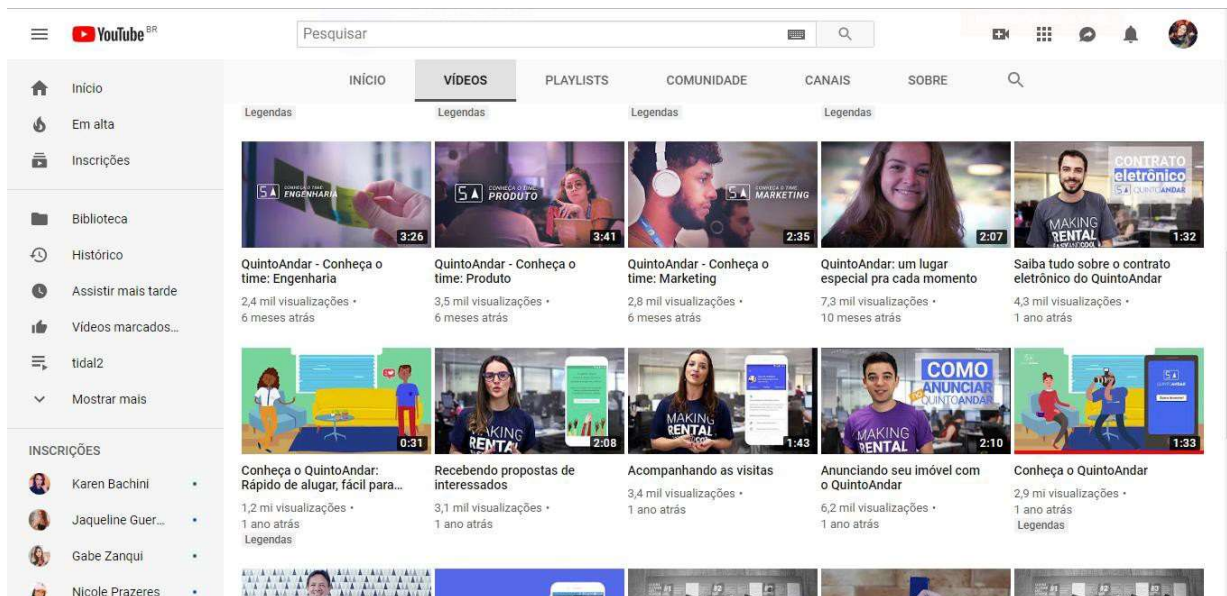 YouTube BR
Pesquisar
INÍCIO VÍDEOS PLAYLISTS COMUNIDADE CANAIS SOBRE
Início
Em alta
Inscrições
Biblioteca
Histórico
Assistir mais tarde
Vídeos marcados...
tidal2
Mostrar mais
INSCRIÇÕES
Karen Bachini
Jaqueline Guer...
Gabe Zanqui
Nicole Prazeres
Legendas Legendas Legendas Legendas
CONHEÇA O TIME:
ENGENHARIA
3:26
QuintoAndar - Conheça o
time: Engenharia
2,4 mil visualizações •
6 meses atrás
CONHEÇA O TIME:
PRODUTO
3:41
QuintoAndar - Conheça o
time: Produto
3,5 mil visualizações •
6 meses atrás
CONHEÇA O TIME:
MARKETING
2:35
QuintoAndar - Conheça o
time: Marketing
2,8 mil visualizações •
6 meses atrás
2:07
QuintoAndar: um lugar
especial pra cada momento
7,3 mil visualizações •
10 meses atrás
CONTRATO
eletrônico
QUINTOANDAR
MAKING
RENTAL
1:32
Saiba tudo sobre o contrato
eletrônico do QuintoAndar
4,3 mil visualizações •
1 ano atrás
0:31
Conheça o QuintoAndar:
Rápido de alugar, fácil para...
1,2 mi visualizações •
1 ano atrás
Legendas
MAKING
RENTAL
2:08
Recebendo propostas de
interessados
3,1 mil visualizações •
1 ano atrás
MAKING
RENTAL
1:43
Acompanhando as visitas
3,4 mil visualizações •
1 ano atrás
COMO
ANUNCIAR
NO
QUINTOANDAR
MAKING
RENTAL
2:10
Anunciando seu imóvel com
o QuintoAndar
6,2 mil visualizações •
1 ano atrás
1:33
Conheça o QuintoAndar
2,9 mi visualizações •
1 ano atrás
Legendas